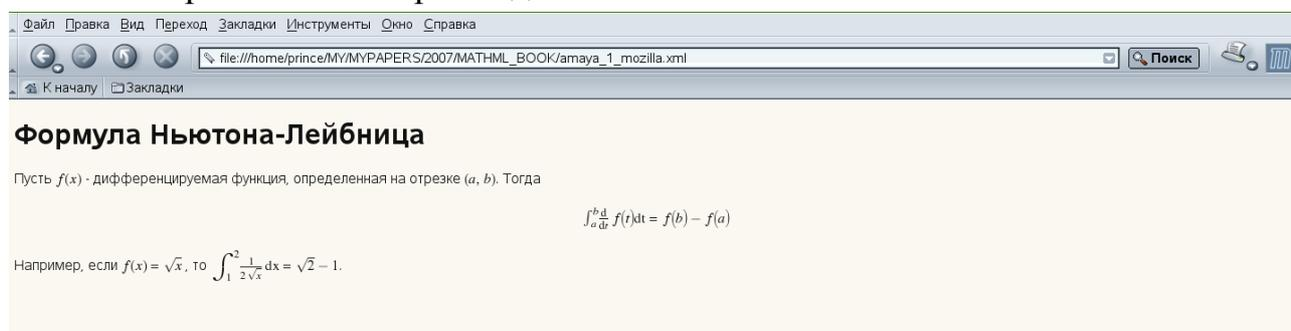 Файл Правка Вид Переход Закладки Инструменты Окно Справка
file:///home/prince/MY/MYPAPERS/2007/MATHML_BOOK/amaya_1_mozilla.xml Поиск
К началу Закладки
Формула Ньютона-Лейбница
Пусть f(x) - дифференцируемая функция, определенная на отрезке (a, b). Тогда
∫ₐᵇ d/dt f(t)dt = f(b) − f(a)
Например, если f(x) = √x, то ∫₁² 1/(2√x) dx = √2 − 1.